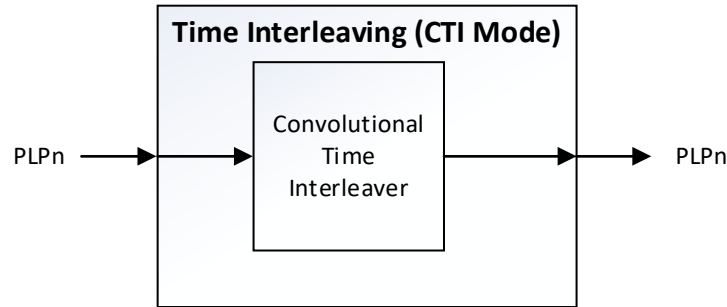 Time Interleaving (CTI Mode)
PLPn
Convolutional
Time
Interleaver
PLPn